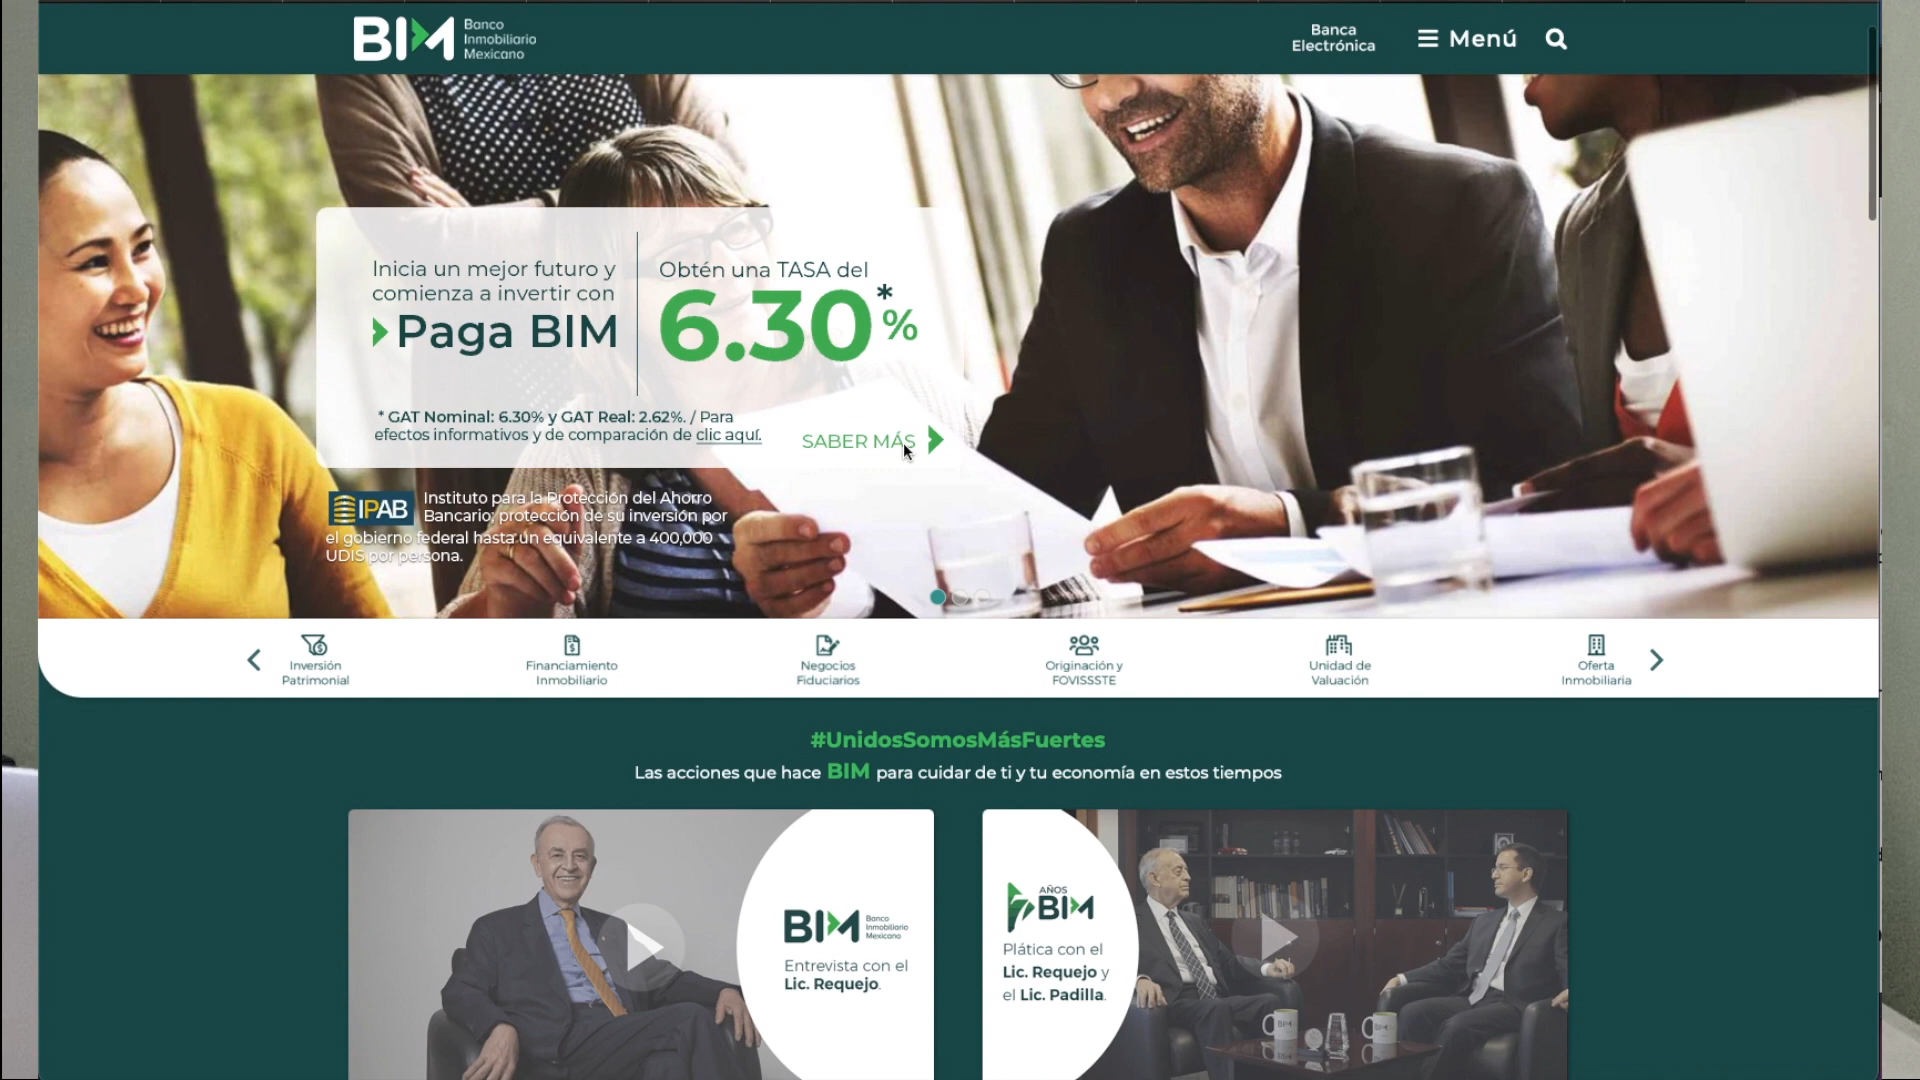 BIM Banco
Inmobiliario
Mexicano
Banca
Electrónica
Menú
Inicia un mejor futuro y
comienza a invertir con
Paga BIM
Obtén una TASA del
6.30*%
* GAT Nominal: 6.30% y GAT Real: 2.62%. / Para
efectos informativos y de comparación de clic aquí.
SABER MÁS
IPAB
Instituto para la Protección del Ahorro
Bancario; protección de su inversión por
el gobierno federal hasta un equivalente a 400,000
UDIS por persona.
Inversión
Patrimonial
Financiamiento
Inmobiliario
Negocios
Fiduciarios
Originación y
FOVISSSTE
Unidad de
Valuación
Oferta
Inmobiliaria
#UnidosSomosMásFuertes
Las acciones que hace BIM para cuidar de ti y tu economía en estos tiempos
BIM Banco
Inmobiliario
Mexicano
Entrevista con el
Lic. Requejo.
7 AÑOS
BIM
Plática con el
Lic. Requejo y
el Lic. Padilla.
BIM
BIM